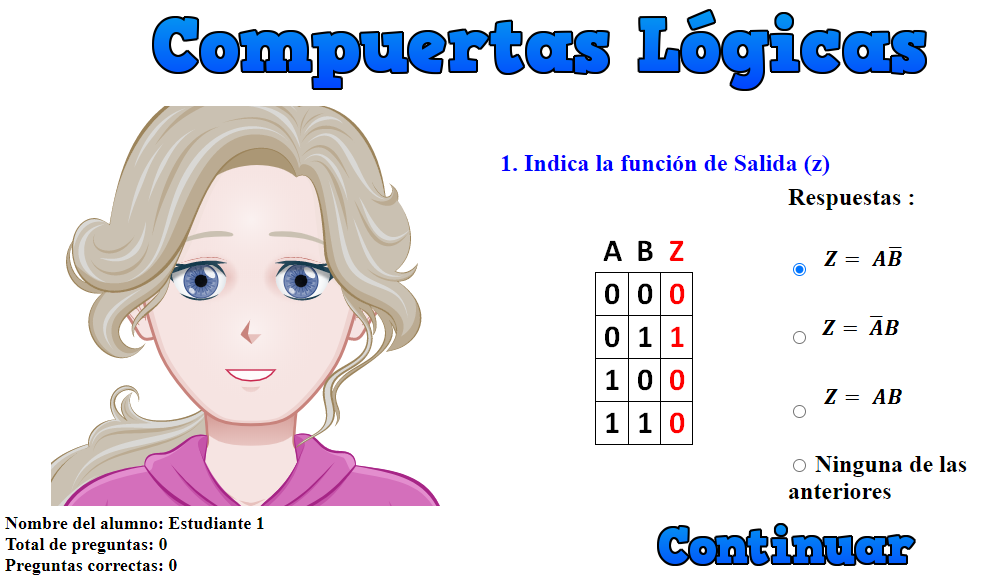 Compuertas Lógicas
1. Indica la función de Salida (z)
A B Z
0 0 0
0 1 1
1 0 0
1 1 0
Respuestas :
Z = AB̅
Z = A̅B
Z = AB
Ninguna de las
anteriores
Nombre del alumno: Estudiante 1
Total de preguntas: 0
Preguntas correctas: 0
Continuar